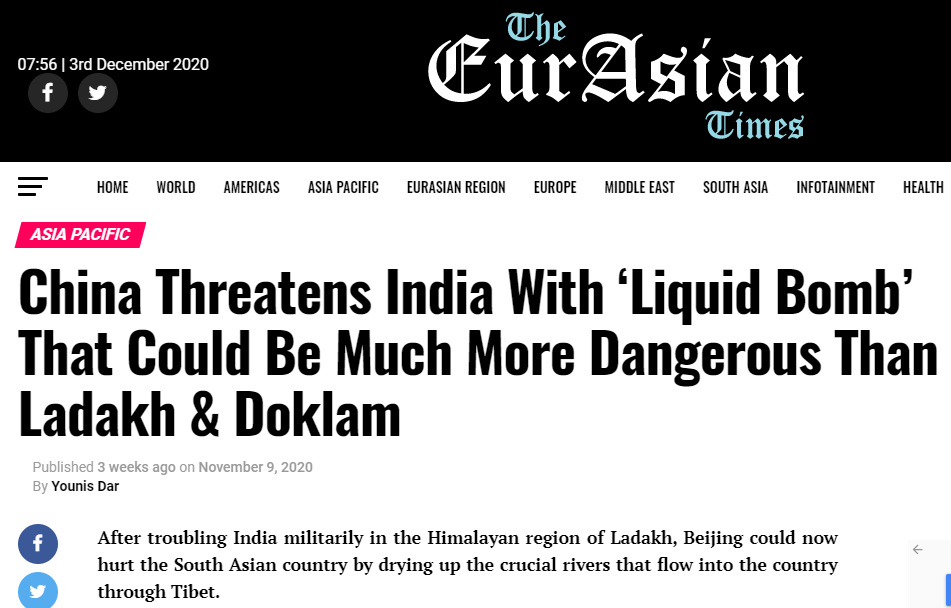 The
EurAsian
Times
07:56 | 3rd December 2020
HOME WORLD AMERICAS ASIA PACIFIC EURASIAN REGION EUROPE MIDDLE EAST SOUTH ASIA INFOTAINMENT HEALTH
ASIA PACIFIC
China Threatens India With ‘Liquid Bomb’
That Could Be Much More Dangerous Than
Ladakh & Doklam
Published 3 weeks ago on November 9, 2020
By Younis Dar
After troubling India militarily in the Himalayan region of Ladakh, Beijing could now
hurt the South Asian country by drying up the crucial rivers that flow into the country
through Tibet.